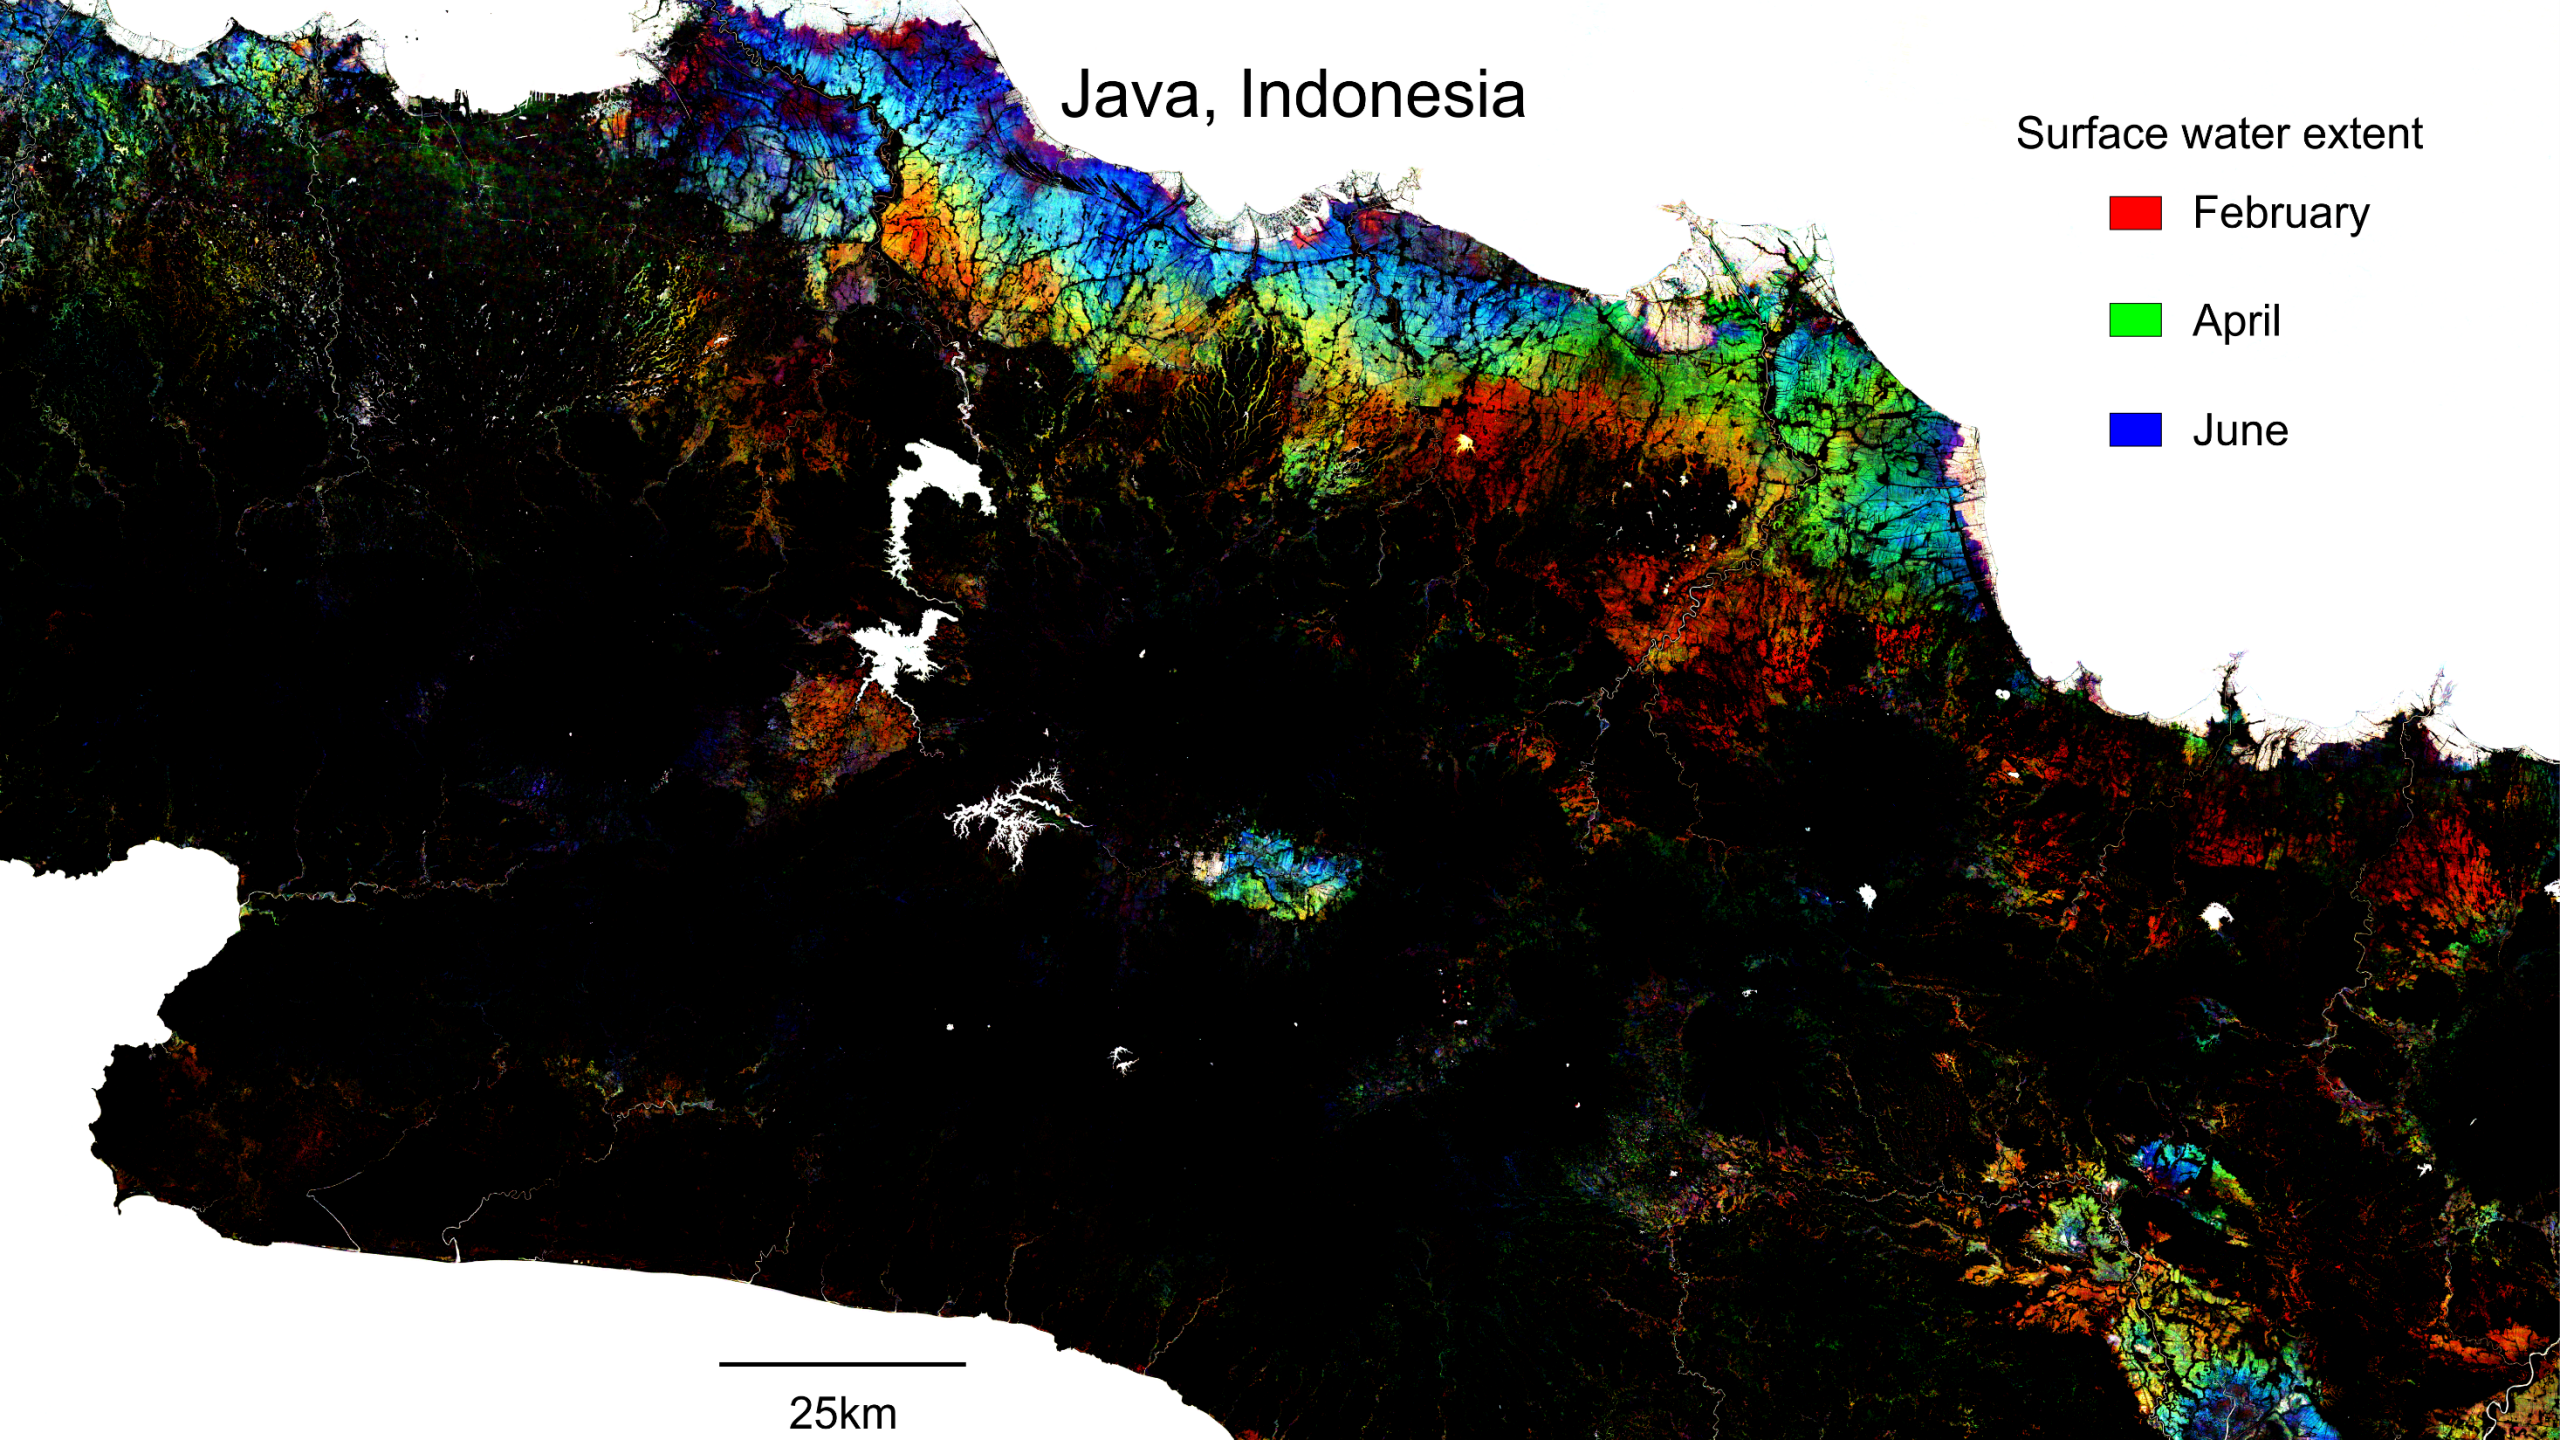 Java, Indonesia
Surface water extent
February
April
June
25km